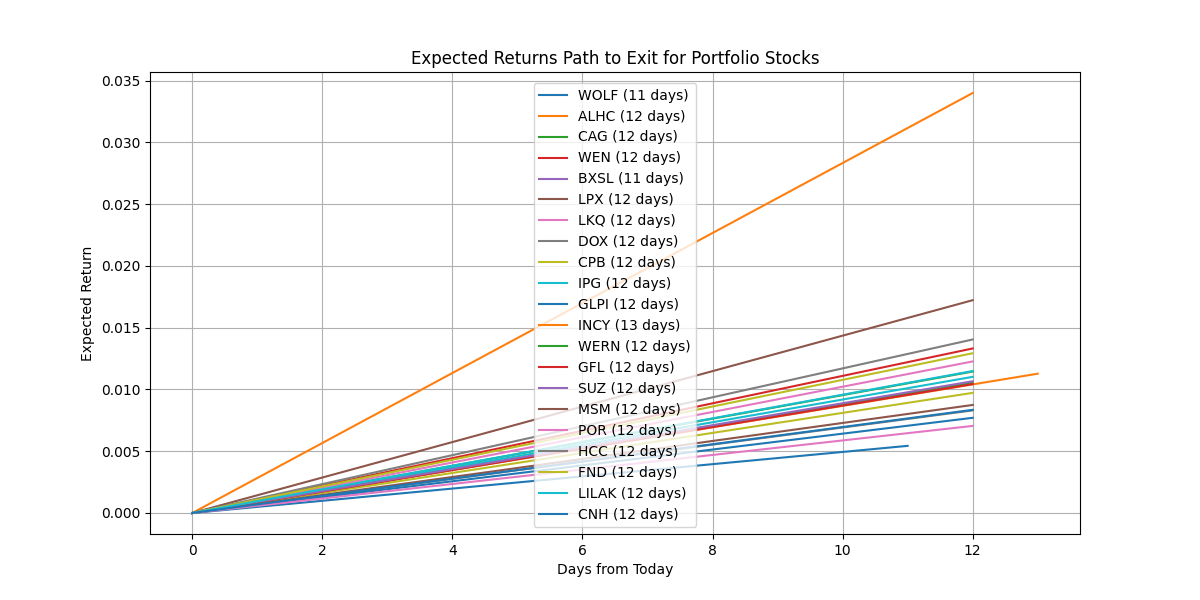 Expected Returns Path to Exit for Portfolio Stocks
0.035
0.030
0.025
0.020
0.015
0.010
0.005
0.000
Expected Return
WOLF (11 days)
ALHC (12 days)
CAG (12 days)
WEN (12 days)
BXSL (11 days)
LPX (12 days)
LKQ (12 days)
DOX (12 days)
CPB (12 days)
IPG (12 days)
GLPI (12 days)
INCY (13 days)
WERN (12 days)
GFL (12 days)
SUZ (12 days)
MSM (12 days)
POR (12 days)
HCC (12 days)
FND (12 days)
LILAK (12 days)
CNH (12 days)
0 2 4 6 8 10 12
Days from Today